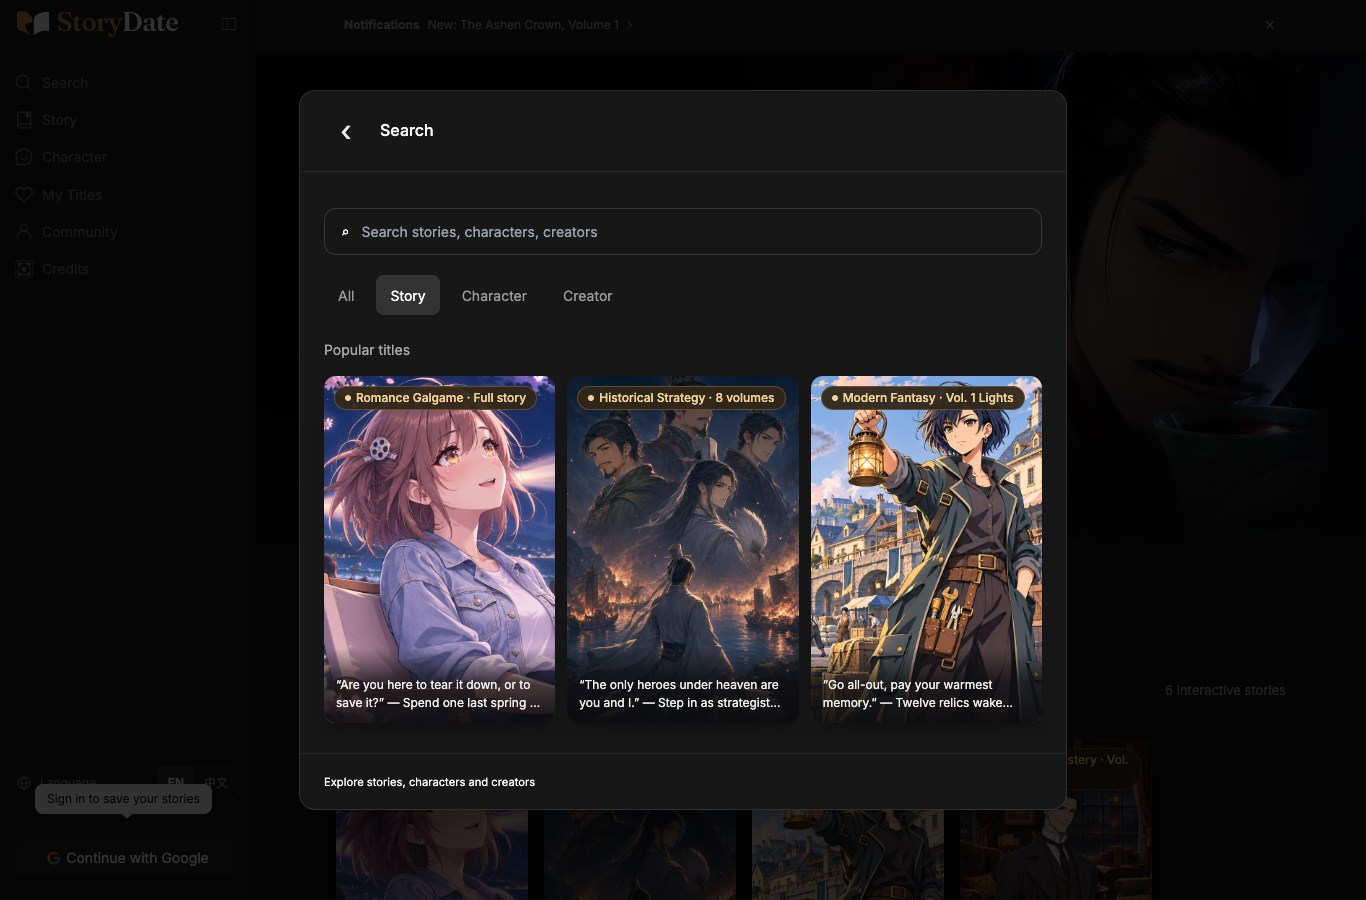 StoryDate
Notifications New: The Ashen Crown, Volume 1
Search
Story
Character
My Titles
Community
Credits
Language EN 中文
Sign in to save your stories
Continue with Google
Search
Search stories, characters, creators
All Story Character Creator
Popular titles
Romance Galgame · Full story
“Are you here to tear it down, or to
save it?” — Spend one last spring ...
Historical Strategy · 8 volumes
“The only heroes under heaven are
you and I.” — Step in as strategist...
Modern Fantasy · Vol. 1 Lights
“Go all-out, pay your warmest
memory.” — Twelve relics wake...
Explore stories, characters and creators
6 interactive stories
stery · Vol.